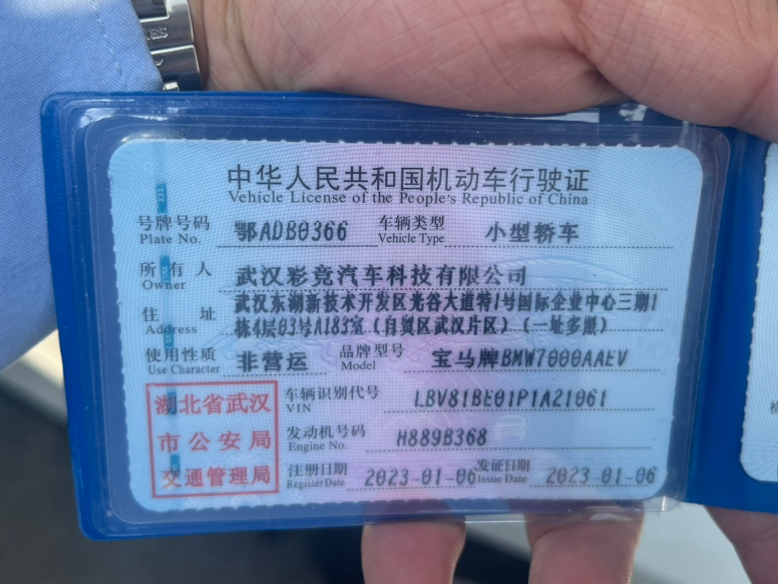 中华人民共和国机动车行驶证
Vehicle License of the People's Republic of China
号牌号码 鄂ADB0366 车辆类型 小型轿车
Plate No. Vehicle Type
所有人 武汉彩竞汽车科技有限公司
Owner
住址 武汉东湖新技术开发区光谷大道特1号国际企业中心三期1
Address 栋4层03号A183室（自贸区武汉片区）（一址多照）
使用性质 非营运 品牌型号 宝马牌BMW7000AAEV
Use Character Model
湖北省武汉
市公安局
交通管理局
车辆识别代号 LBV81BE01P1A21061
VIN
发动机号码 H889B368
Engine No.
注册日期 2023-01-06 发证日期 2023-01-06
Register Date Issue Date